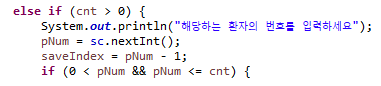 else if (cnt > 0) {
System.out.println("해당하는 환자의 번호를 입력하세요");
pNum = sc.nextInt();
saveIndex = pNum - 1;
if (0 < pNum && pNum <= cnt) {